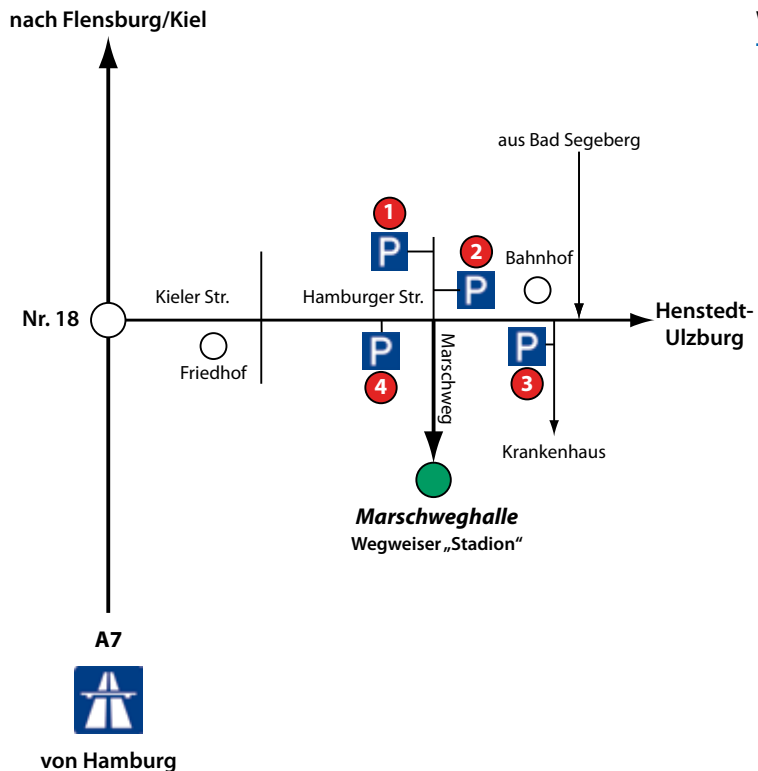 nach Flensburg/Kiel
aus Bad Segeberg
1
P
2
P
Bahnhof
Kieler Str.
Hamburger Str.
Nr. 18
Henstedt-
Ulzburg
Friedhof
P
4
Marschweg
P
3
Krankenhaus
Marschweghalle
Wegweiser „Stadion“
A7
von Hamburg